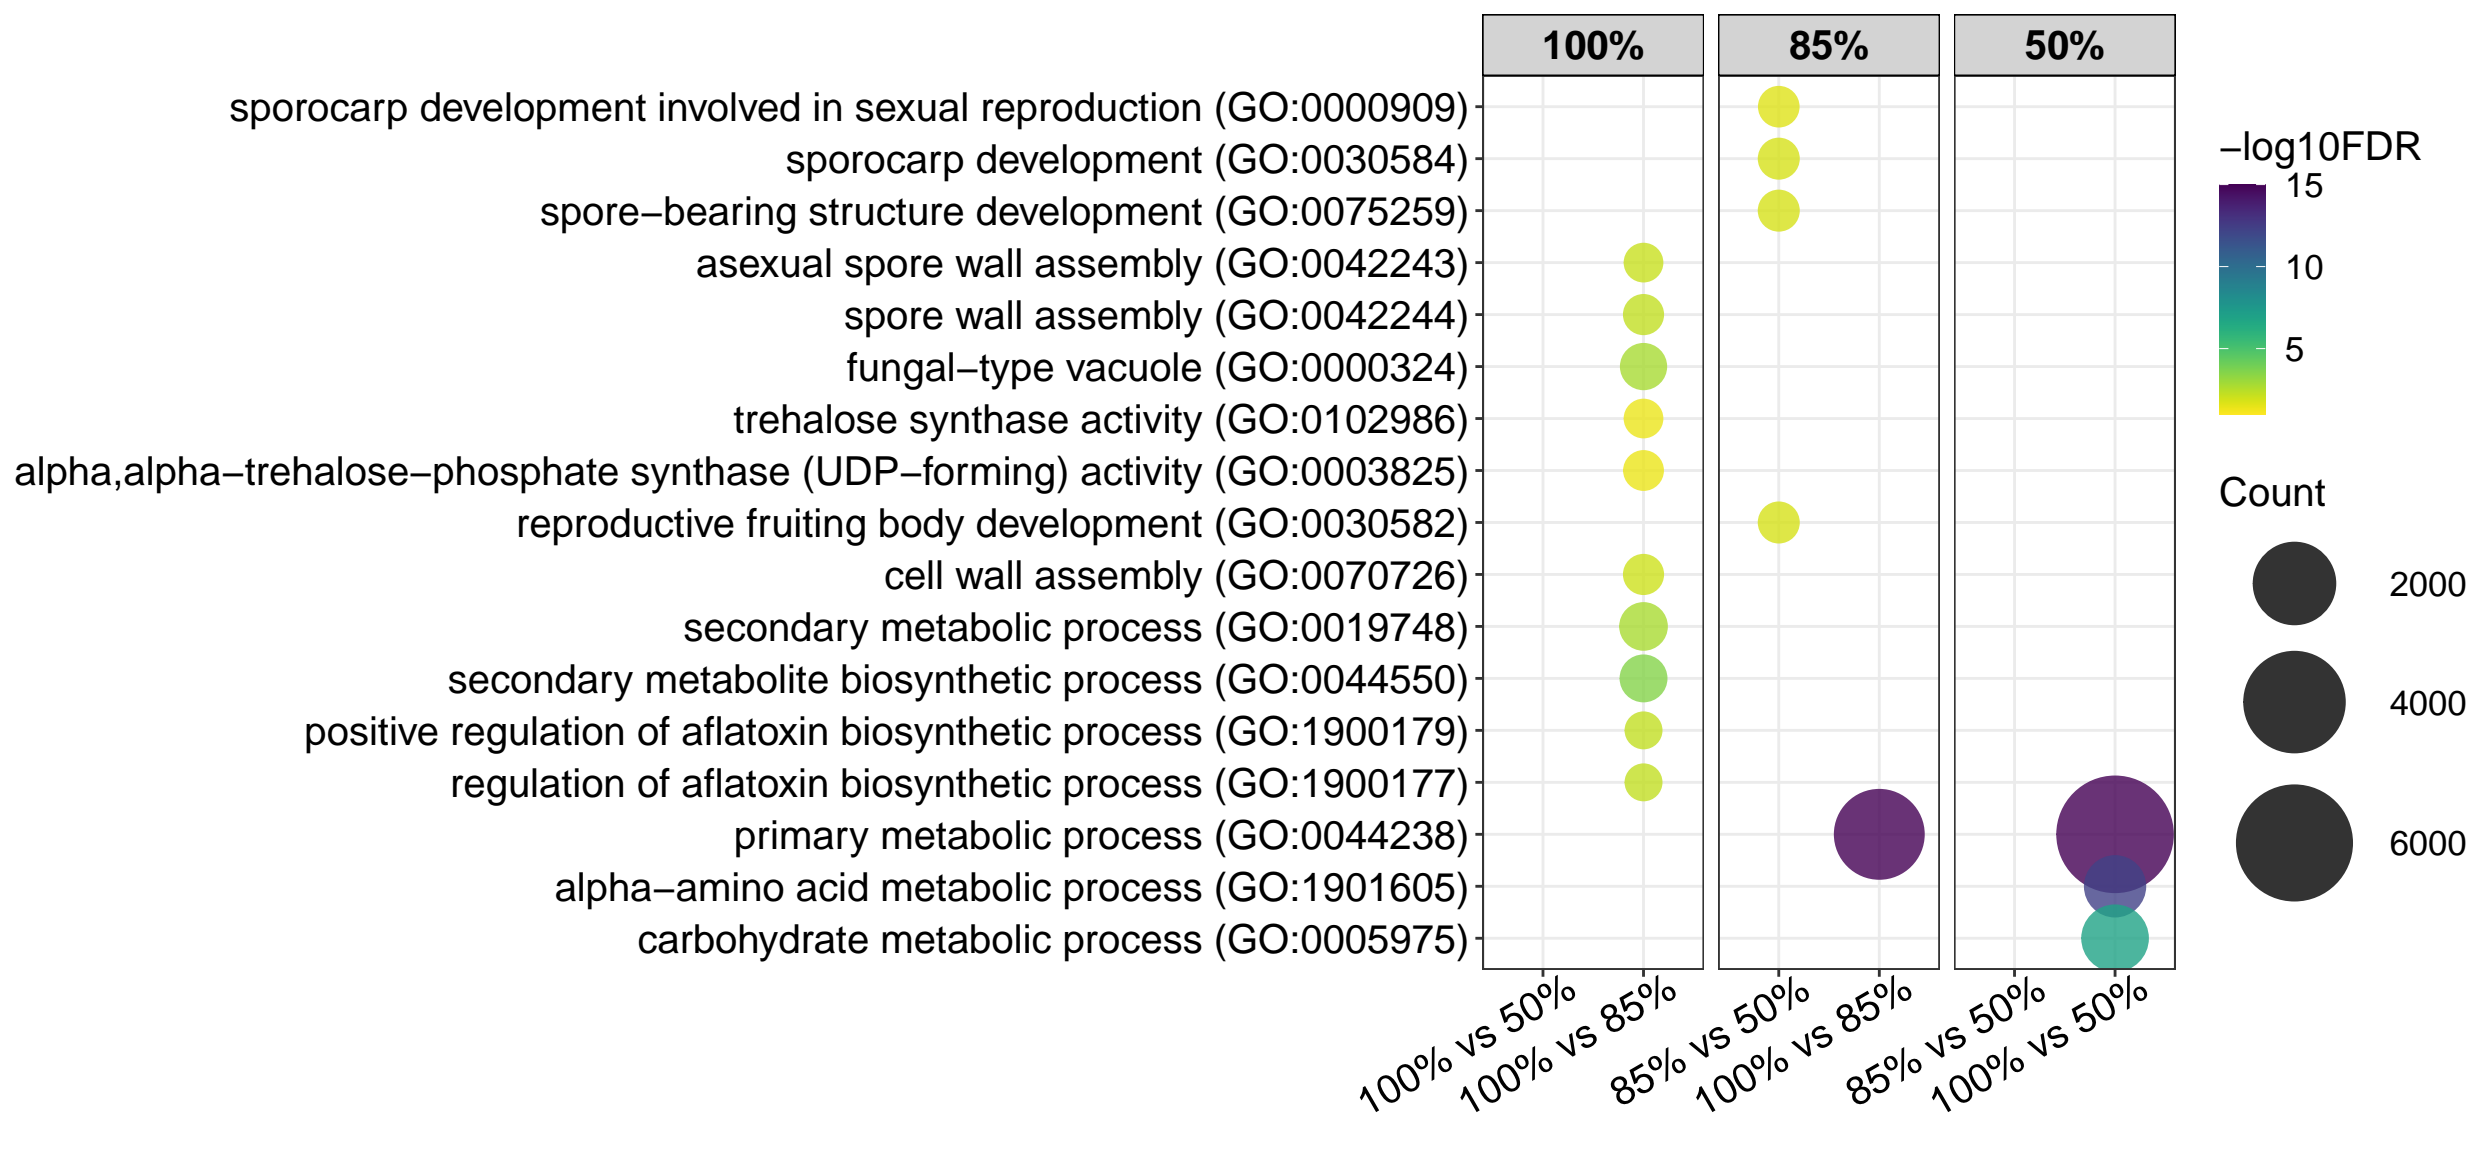 100%
85%
50%
sporocarp development involved in sexual reproduction (GO:0000909)
sporocarp development (GO:0030584)
spore−bearing structure development (GO:0075259)
asexual spore wall assembly (GO:0042243)
spore wall assembly (GO:0042244)
fungal−type vacuole (GO:0000324)
trehalose synthase activity (GO:0102986)
alpha,alpha−trehalose−phosphate synthase (UDP−forming) activity (GO:0003825)
reproductive fruiting body development (GO:0030582)
cell wall assembly (GO:0070726)
secondary metabolic process (GO:0019748)
secondary metabolite biosynthetic process (GO:0044550)
positive regulation of aflatoxin biosynthetic process (GO:1900179)
regulation of aflatoxin biosynthetic process (GO:1900177)
primary metabolic process (GO:0044238)
alpha−amino acid metabolic process (GO:1901605)
carbohydrate metabolic process (GO:0005975)
100% vs 50%
100% vs 85%
85% vs 50%
100% vs 85%
85% vs 50%
100% vs 50%
−log10FDR
15
10
5
Count
2000
4000
6000